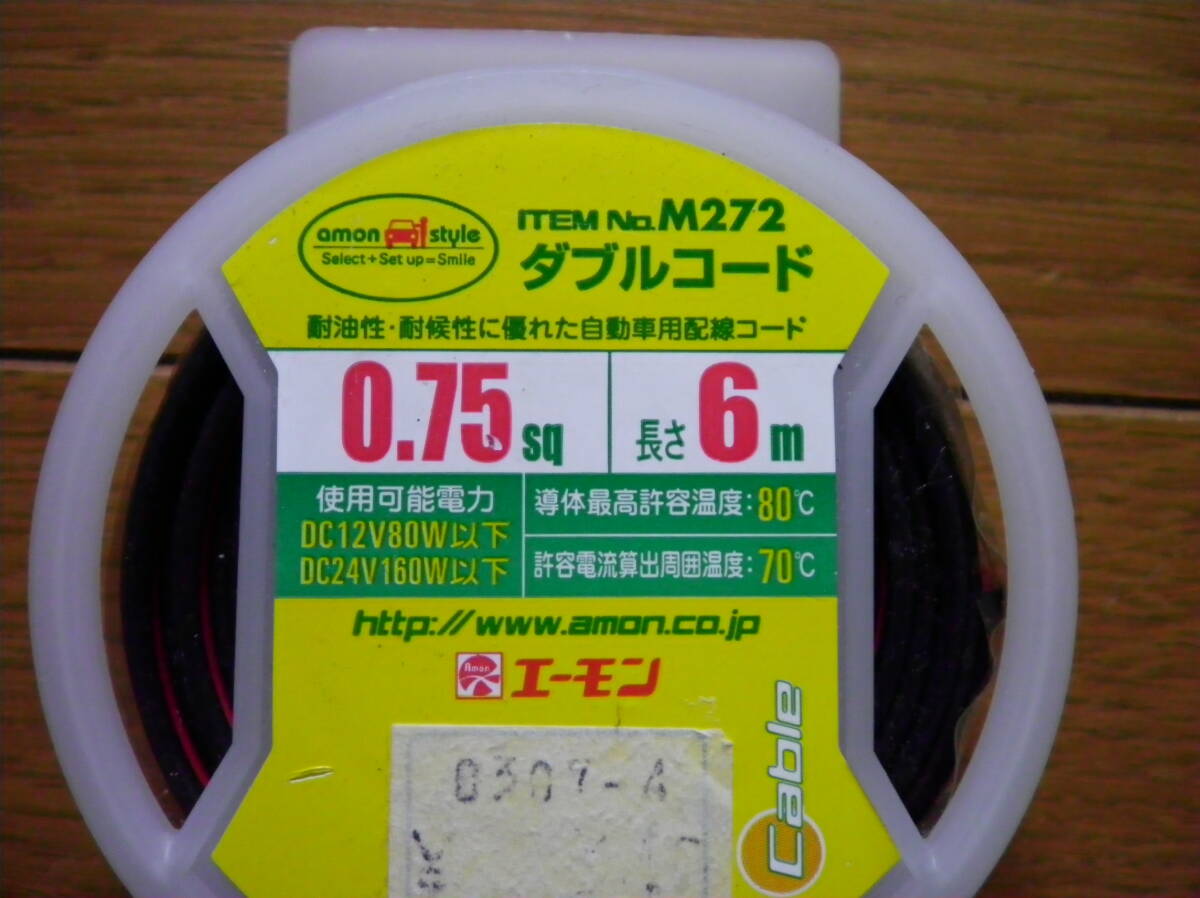 amon style
Select+Set up=Smile
ITEM No.M272
ダブルコード
耐油性・耐候性に優れた自動車用配線コード
0.75sq
長さ6m
使用可能電力
DC12V80W以下
DC24V160W以下
導体最高許容温度:80℃
許容電流算出周囲温度:70℃
http://www.amon.co.jp
Amon
エーモン
Cable